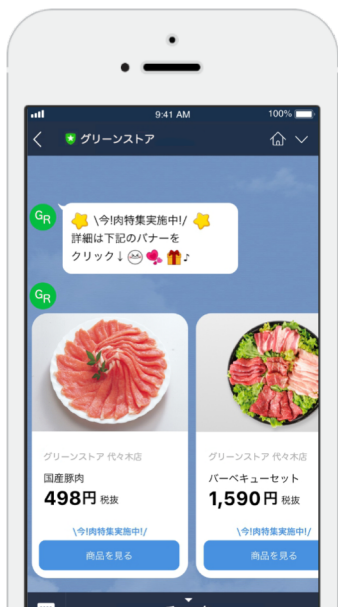 9:41 AM
100%
グリーンストア
GR
\今!肉特集実施中!/
詳細は下記のバナーを
クリック↓ ♪
GR
グリーンストア 代々木店
国産豚肉
498円 税抜
\今!肉特集実施中!/
商品を見る
グリーンストア 代々木店
バーベキューセット
1,590円 税抜
\今!肉特集実施中!/
商品を見る